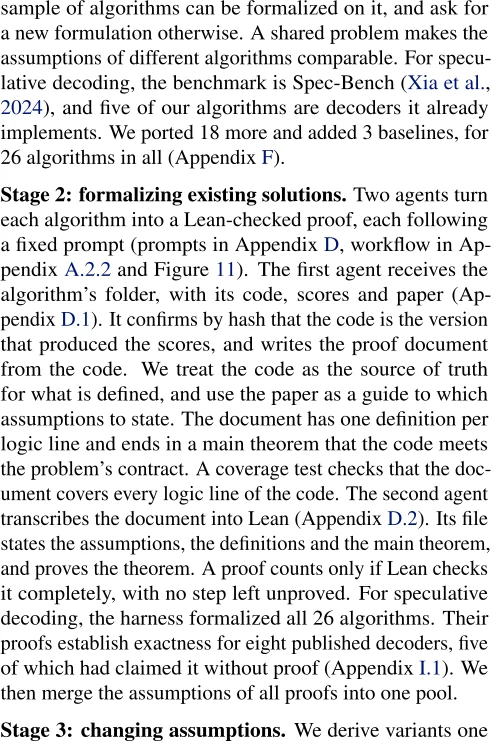 sample of algorithms can be formalized on it, and ask for
a new formulation otherwise. A shared problem makes the
assumptions of different algorithms comparable. For specu-
lative decoding, the benchmark is Spec-Bench (Xia et al.,
2024), and five of our algorithms are decoders it already
implements. We ported 18 more and added 3 baselines, for
26 algorithms in all (Appendix F).
Stage 2: formalizing existing solutions. Two agents turn
each algorithm into a Lean-checked proof, each following
a fixed prompt (prompts in Appendix D, workflow in Ap-
pendix A.2.2 and Figure 11). The first agent receives the
algorithm's folder, with its code, scores and paper (Ap-
pendix D.1). It confirms by hash that the code is the version
that produced the scores, and writes the proof document
from the code. We treat the code as the source of truth
for what is defined, and use the paper as a guide to which
assumptions to state. The document has one definition per
logic line and ends in a main theorem that the code meets
the problem's contract. A coverage test checks that the doc-
ument covers every logic line of the code. The second agent
transcribes the document into Lean (Appendix D.2). Its file
states the assumptions, the definitions and the main theorem,
and proves the theorem. A proof counts only if Lean checks
it completely, with no step left unproved. For speculative
decoding, the harness formalized all 26 algorithms. Their
proofs establish exactness for eight published decoders, five
of which had claimed it without proof (Appendix I.1). We
then merge the assumptions of all proofs into one pool.
Stage 3: changing assumptions. We derive variants one